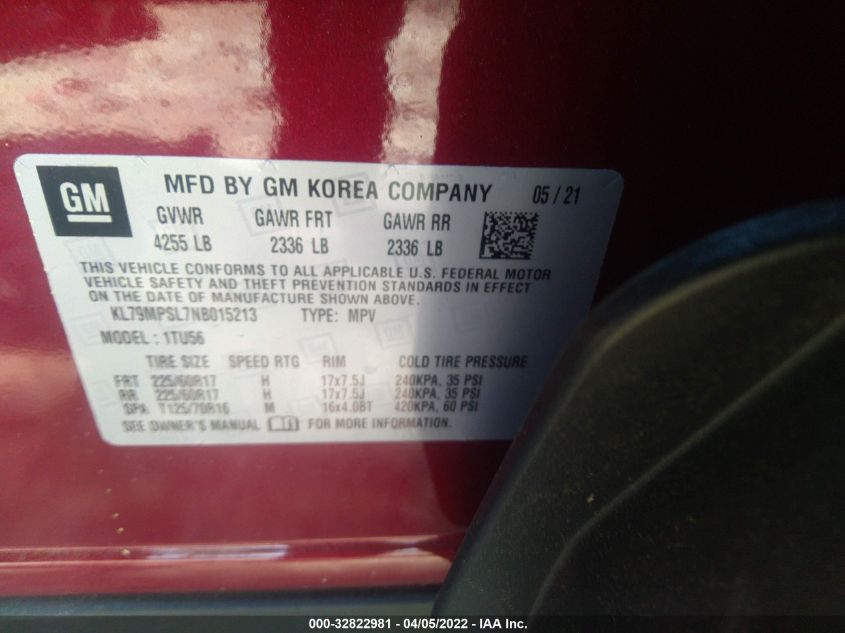 GM MFD BY GM KOREA COMPANY 05 / 21
GVWR GAWR FRT GAWR RR
4255 LB 2336 LB 2336 LB
THIS VEHICLE CONFORMS TO ALL APPLICABLE U.S. FEDERAL MOTOR
VEHICLE SAFETY AND THEFT PREVENTION STANDARDS IN EFFECT
ON THE DATE OF MANUFACTURE SHOWN ABOVE.
KL79MPSL7NB015213 TYPE: MPV
MODEL: 1TU56
TIRE SIZE SPEED RTG RIM COLD TIRE PRESSURE
FRT 225/60R17 H 17x7.5J 240KPA, 35 PSI
RR 225/60R17 H 17x7.5J 240KPA, 35 PSI
SPA T125/70R16 M 16x4.0BT 420KPA, 60 PSI
SEE OWNER'S MANUAL FOR MORE INFORMATION.
000-32822981 - 04/05/2022 - IAA Inc.